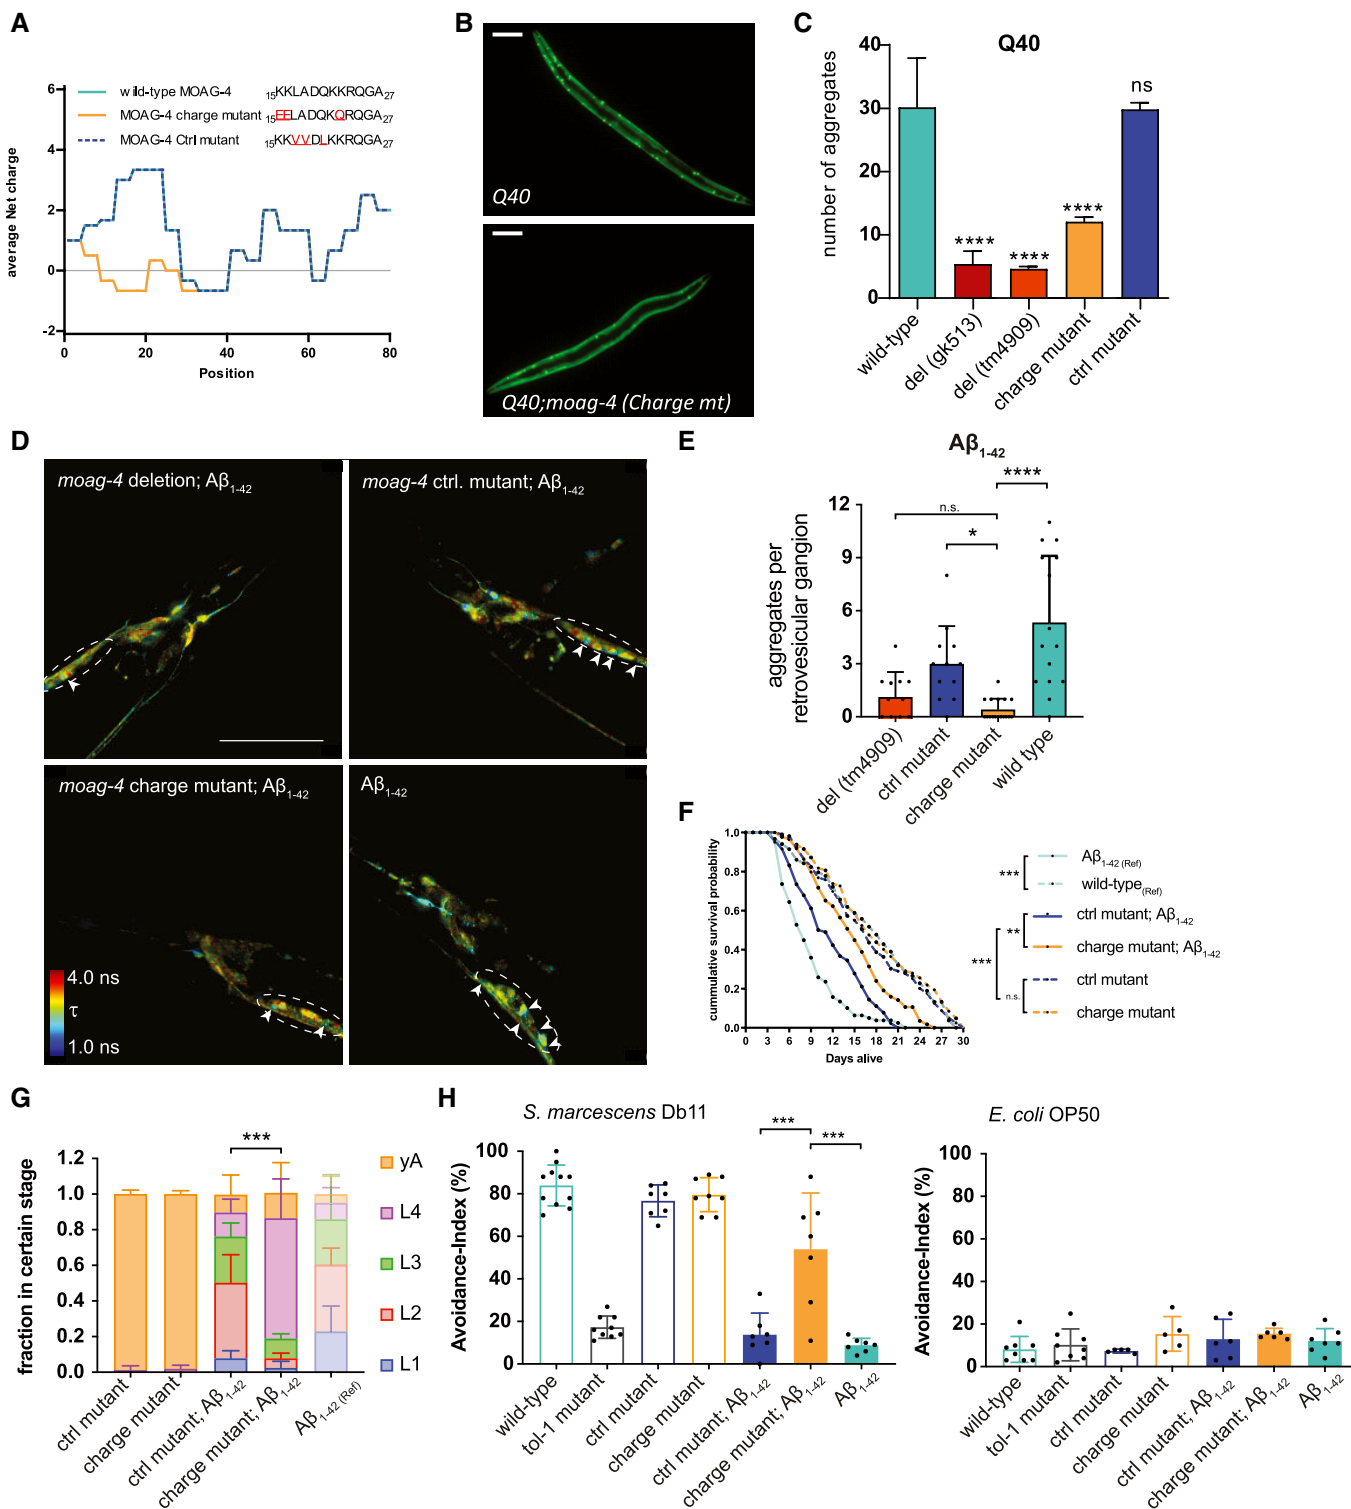 A
average Net charge
6
4
2
0
-2
0
20
40
60
80
Position
wild-type MOAG-4
15KKLADQKKRQGA27
MOAG-4 charge mutant
15EELADQKQRQGA27
MOAG-4 Ctrl mutant
15KKVVDLKKRQGA27
B
Q40
Q40;moag-4 (Charge mt)
C
Q40
number of aggregates
40
30
20
10
0
****
****
****
ns
wild-type
del (gk513)
del (tm4909)
charge mutant
ctrl mutant
D
moag-4 deletion; Aβ1-42
moag-4 ctrl. mutant; Aβ1-42
moag-4 charge mutant; Aβ1-42
Aβ1-42
4.0 ns
τ
1.0 ns
E
Aβ1-42
aggregates per
retrovesicular ganglion
12
9
6
3
0
n.s.
*
****
del (tm4909)
ctrl mutant
charge mutant
wild type
F
cummulative survival probability
1.0
0.8
0.6
0.4
0.2
0.0
0 3 6 9 12 15 18 21 24 27 30
Days alive
***
Aβ1-42 (Ref)
wild-type(Ref)
**
ctrl mutant; Aβ1-42
charge mutant; Aβ1-42
***
n.s.
ctrl mutant
charge mutant
G
fraction in certain stage
1.2
1.0
0.8
0.6
0.4
0.2
0.0
***
ctrl mutant
charge mutant
ctrl mutant; Aβ1-42
charge mutant; Aβ1-42
Aβ1-42 (Ref)
yA
L4
L3
L2
L1
H
S. marcescens Db11
Avoidance-Index (%)
100
80
60
40
20
0
***
***
wild-type
tol-1 mutant
ctrl mutant
charge mutant
ctrl mutant; Aβ1-42
charge mutant; Aβ1-42
Aβ1-42
E. coli OP50
Avoidance-Index (%)
100
80
60
40
20
0
wild-type
tol-1 mutant
ctrl mutant
charge mutant
ctrl mutant; Aβ1-42
charge mutant; Aβ1-42
Aβ1-42